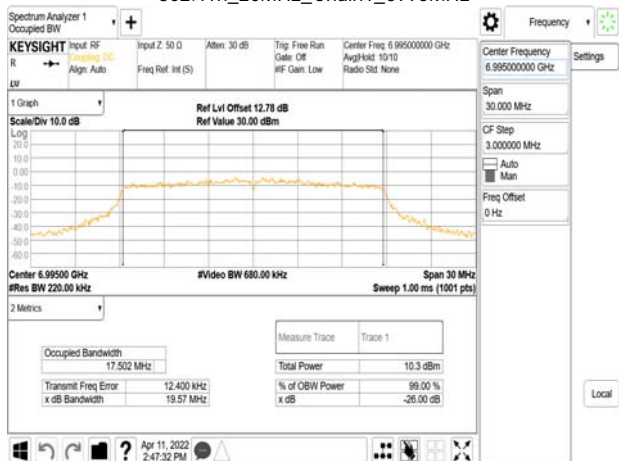 Spectrum Analyzer 1
Occupied BW
Frequency
KEYSIGHT
Input: RF
Coupling: DC
Align: Auto
Input Z: 50 Ω
Freq Ref: Int (S)
Atten: 30 dB
Trig: Free Run
Gate: Off
#IF Gain: Low
Center Freq: 6.995000000 GHz
Avg|Hold: 10/10
Radio Std: None
R
LV
Center Frequency
6.995000000 GHz
Settings
Span
30.000 MHz
CF Step
3.000000 MHz
Auto
Man
Freq Offset
0 Hz
Local
1 Graph
Scale/Div 10.0 dB
Ref Lvl Offset 12.78 dB
Ref Value 30.00 dBm
Log
20.0
10.0
0.00
-10.0
-20.0
-30.0
-40.0
-50.0
-60.0
Center 6.99500 GHz
#Res BW 220.00 kHz
#Video BW 680.00 kHz
Span 30 MHz
Sweep 1.00 ms (1001 pts)
2 Metrics
Measure Trace Trace 1
Occupied Bandwidth
17.502 MHz
Total Power 10.3 dBm
Transmit Freq Error 12.400 kHz
% of OBW Power 99.00 %
x dB Bandwidth 19.57 MHz
x dB -26.00 dB
Apr 11, 2022
2:47:32 PM